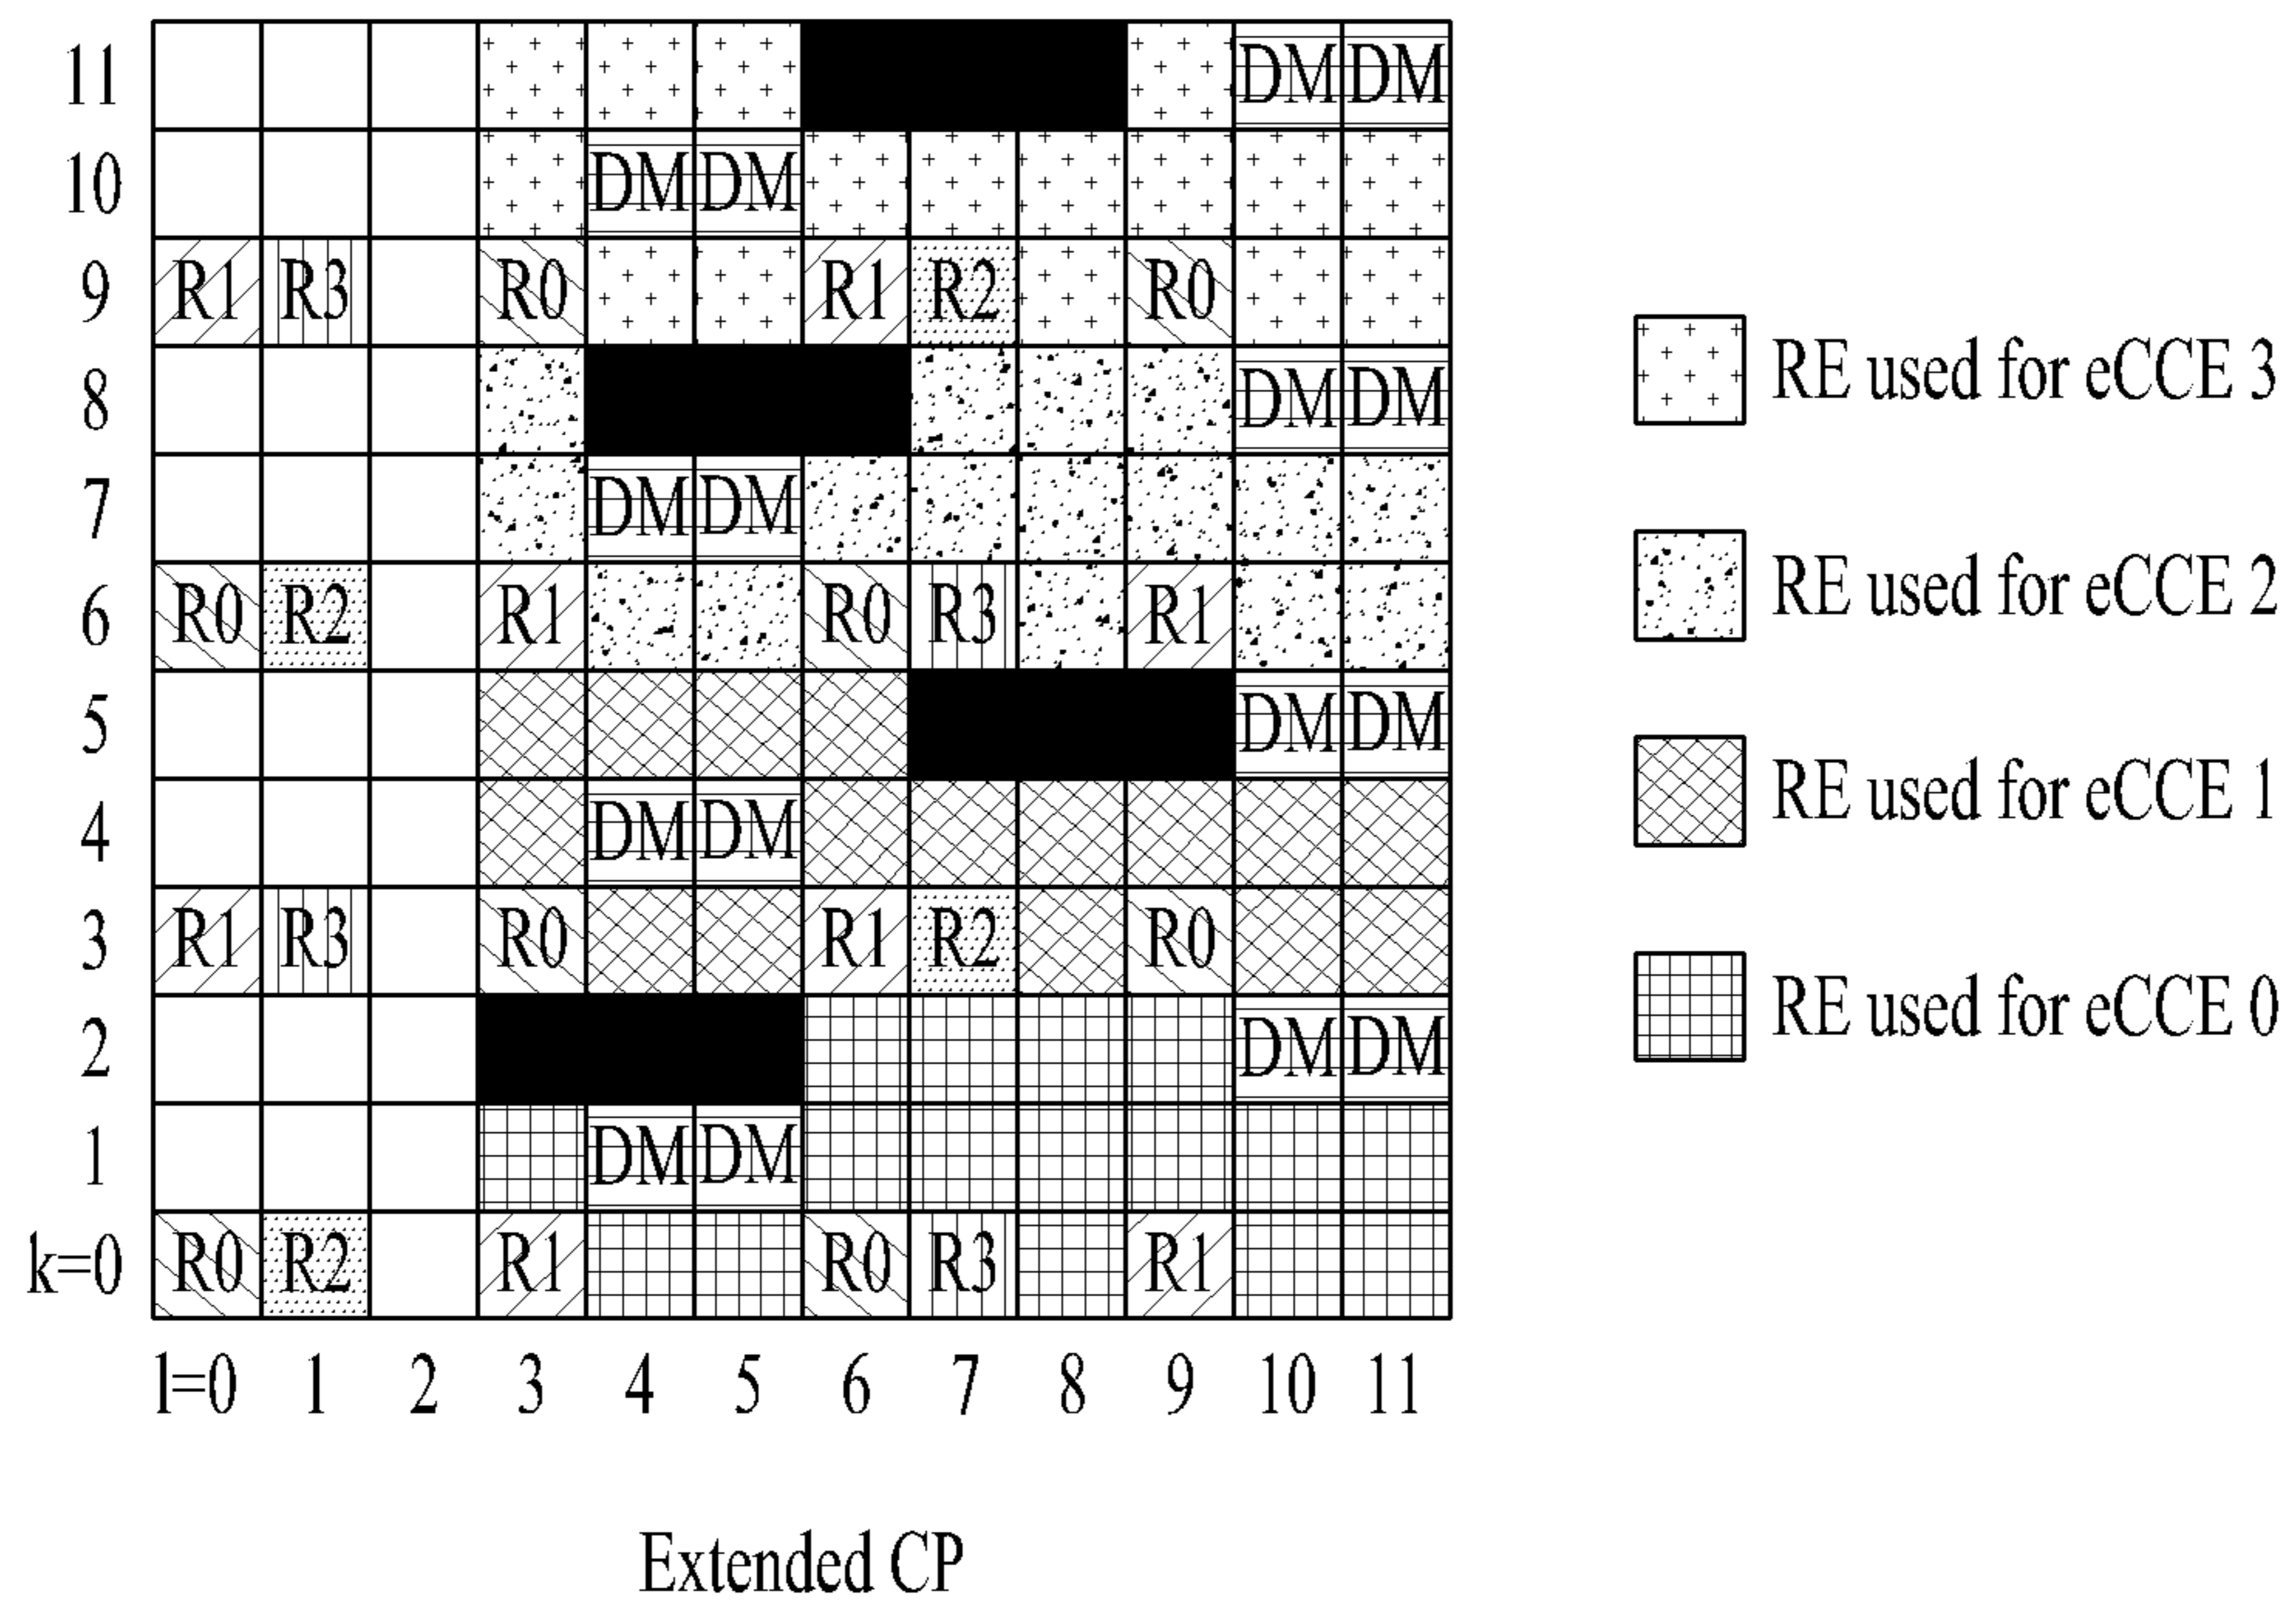 11 DM DM
10 DM DM
9 R1 R3 R0 R1 R2 R0
8 DM DM
7 DM DM
6 R0 R2 R1 R0 R3 R1
5 DM DM
4 DM DM
3 R1 R3 R0 R1 R2 R0
2 DM DM
1 DM DM
k=0 R0 R2 R1 R0 R3 R1
l=0 1 2 3 4 5 6 7 8 9 10 11
Extended CP
RE used for eCCE 3
RE used for eCCE 2
RE used for eCCE 1
RE used for eCCE 0